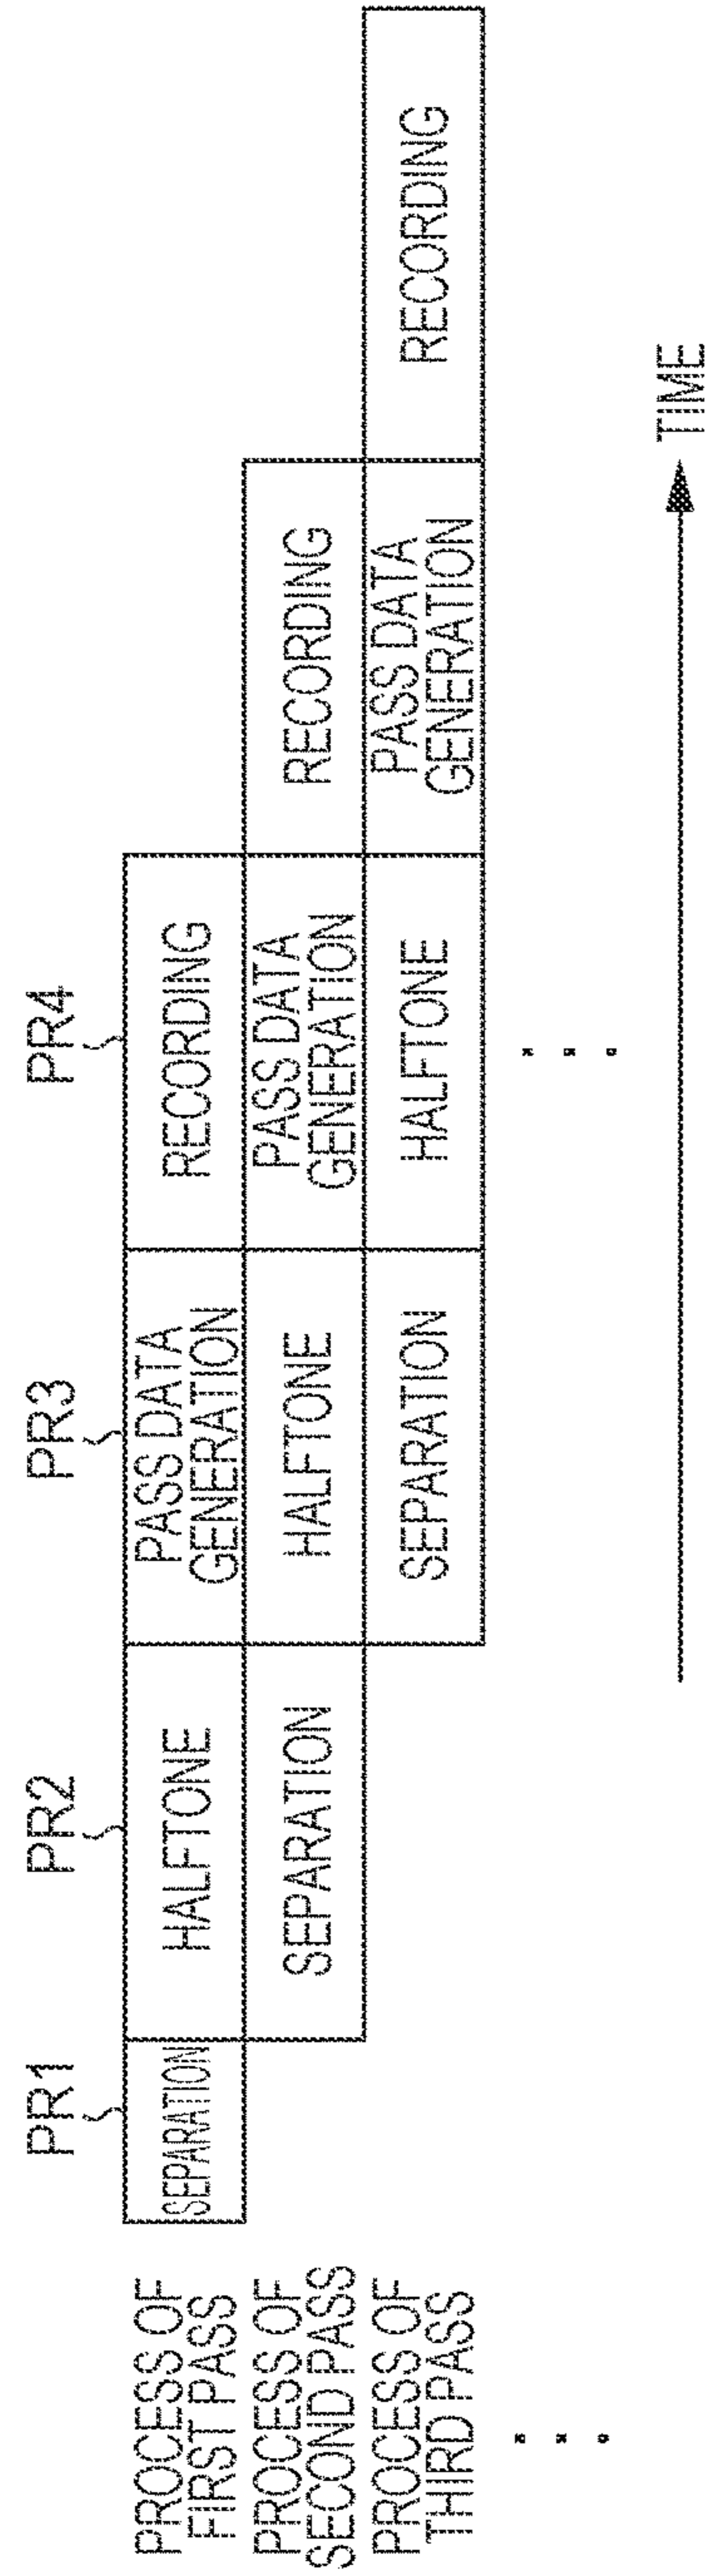 PR1
PR2
PR3
PR4
PROCESS OF
FIRST PASS
SEPARATION
HALFTONE
PASS DATA
GENERATION
RECORDING
PROCESS OF
SECOND PASS
SEPARATION
HALFTONE
PASS DATA
GENERATION
RECORDING
PROCESS OF
THIRD PASS
SEPARATION
HALFTONE
PASS DATA
GENERATION
RECORDING
TIME